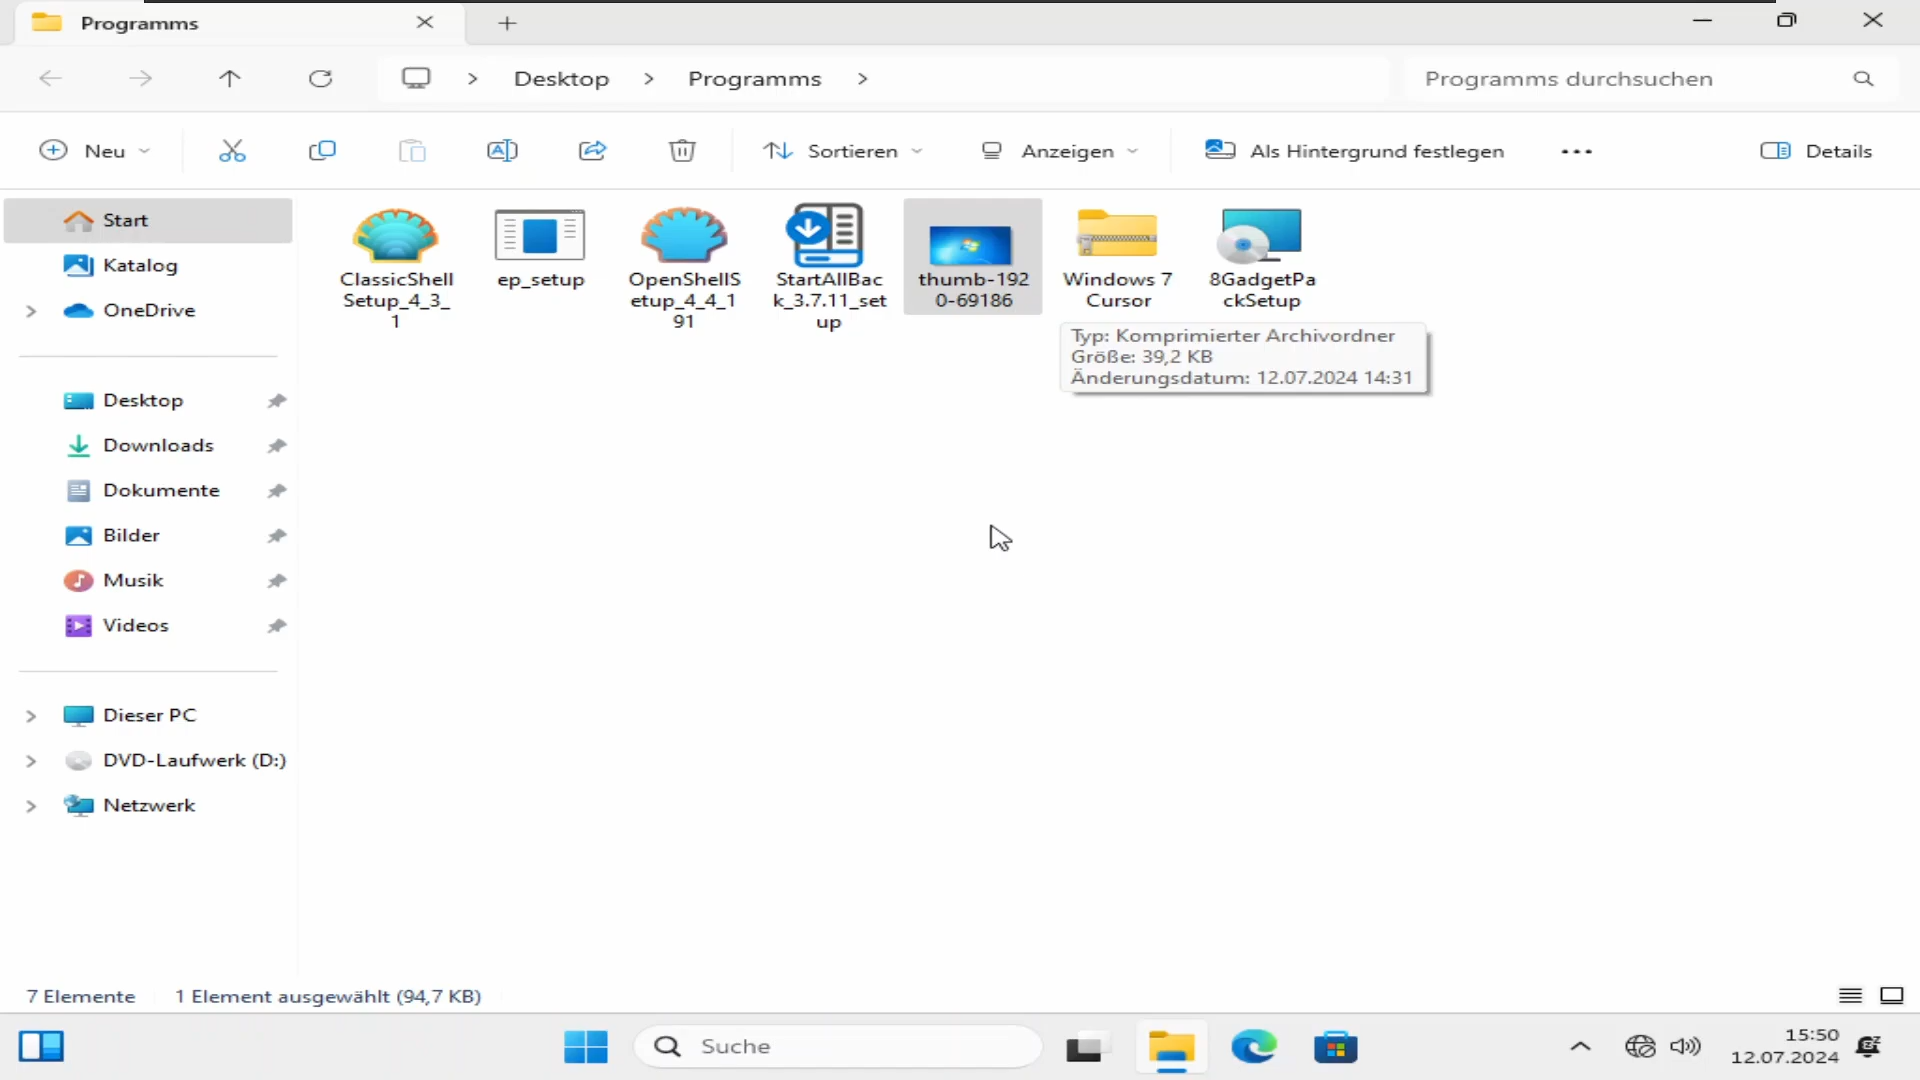 Programms
Desktop
Programms
Programms durchsuchen
Neu
Sortieren
Anzeigen
Als Hintergrund festlegen
Details
Start
Katalog
OneDrive
Desktop
Downloads
Dokumente
Bilder
Musik
Videos
Dieser PC
DVD-Laufwerk (D:)
Netzwerk
ClassicShell
Setup_4_3_
1
ep_setup
OpenShellS
etup_4_4_1
91
StartAllBac
k_3.7.11_set
up
thumb-192
0-69186
Windows 7
Cursor
8GadgetPa
ckSetup
Typ: Komprimierter Archivordner
Größe: 39,2 KB
Änderungsdatum: 12.07.2024 14:31
7 Elemente
1 Element ausgewählt (94,7 KB)
Suche
15:50
12.07.2024